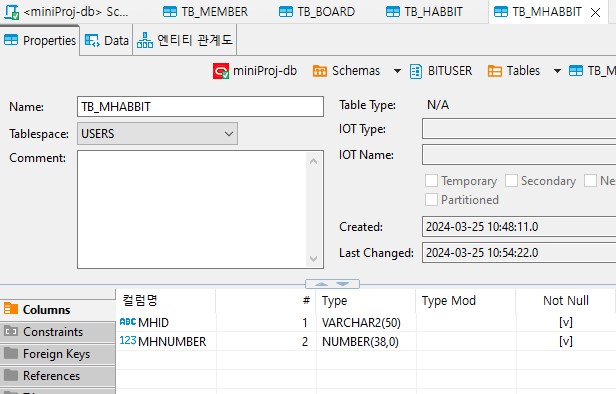 <miniProj-db> Sc... TB_MEMBER TB_BOARD TB_HABBIT TB_MHABBIT
Properties Data 엔티티 관계도
miniProj-db Schemas BITUSER Tables TB_M
Name: TB_MHABBIT
Tablespace: USERS
Comment:
Table Type: N/A
IOT Type:
IOT Name:
Temporary Secondary Ne
Partitioned
Created: 2024-03-25 10:48:11.0
Last Changed: 2024-03-25 10:54:22.0
Columns
Constraints
Foreign Keys
References
컬럼명 # Type Type Mod Not Null
ABC MHID 1 VARCHAR2(50) [v]
123 MHNUMBER 2 NUMBER(38,0) [v]